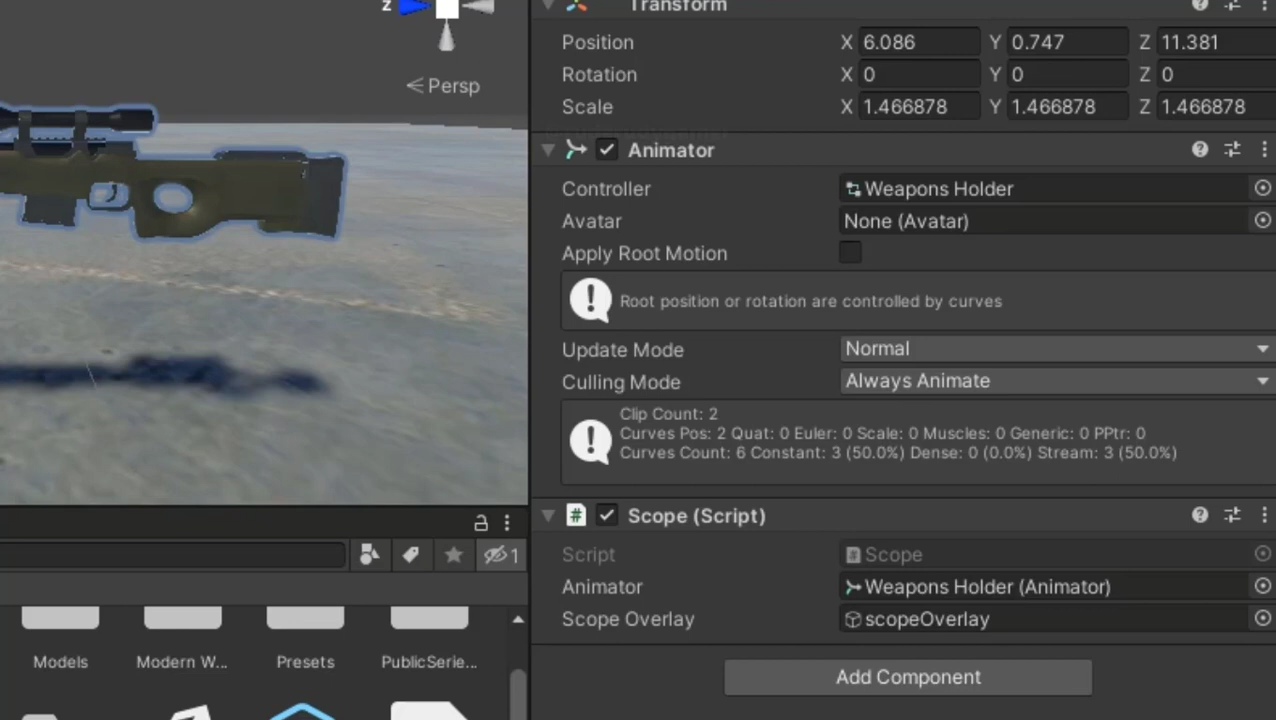 Transform
z
Persp
Position X 6.086 Y 0.747 Z 11.381
Rotation X 0 Y 0 Z 0
Scale X 1.466878 Y 1.466878 Z 1.466878
Animator
Controller Weapons Holder
Avatar None (Avatar)
Apply Root Motion
Root position or rotation are controlled by curves
Update Mode Normal
Culling Mode Always Animate
Clip Count: 2
Curves Pos: 2 Quat: 0 Euler: 0 Scale: 0 Muscles: 0 Generic: 0 PPtr: 0
Curves Count: 6 Constant: 3 (50.0%) Dense: 0 (0.0%) Stream: 3 (50.0%)
# Scope (Script)
Script Scope
Animator Weapons Holder (Animator)
Scope Overlay scopeOverlay
Add Component
1
Models Modern W... Presets PublicSerie...